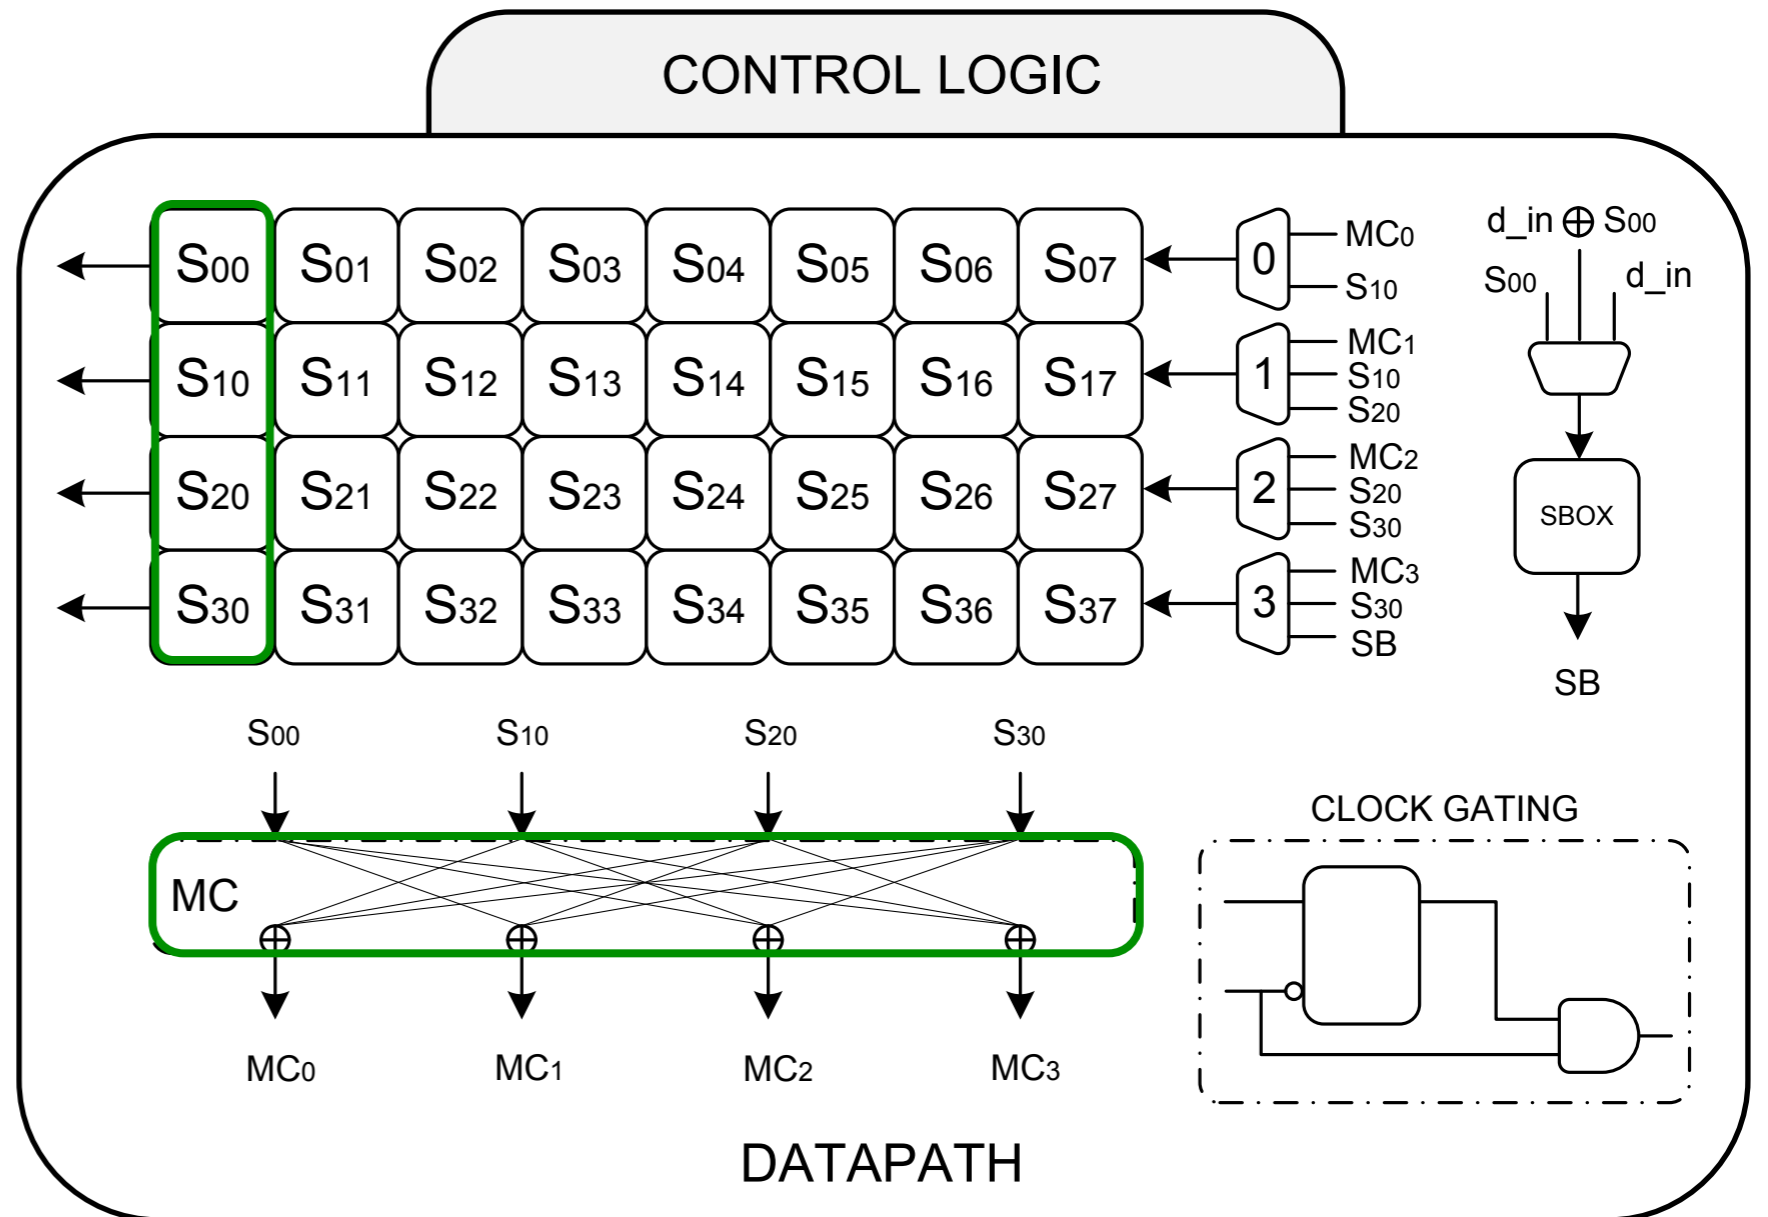 CONTROL LOGIC
S00 S01 S02 S03 S04 S05 S06 S07
S10 S11 S12 S13 S14 S15 S16 S17
S20 S21 S22 S23 S24 S25 S26 S27
S30 S31 S32 S33 S34 S35 S36 S37
0
MC0
S10
1
MC1
S10
S20
2
MC2
S20
S30
3
MC3
S30
SB
d_in ⊕ S00
S00
d_in
SBOX
SB
S00 S10 S20 S30
MC
MC0 MC1 MC2 MC3
CLOCK GATING
DATAPATH